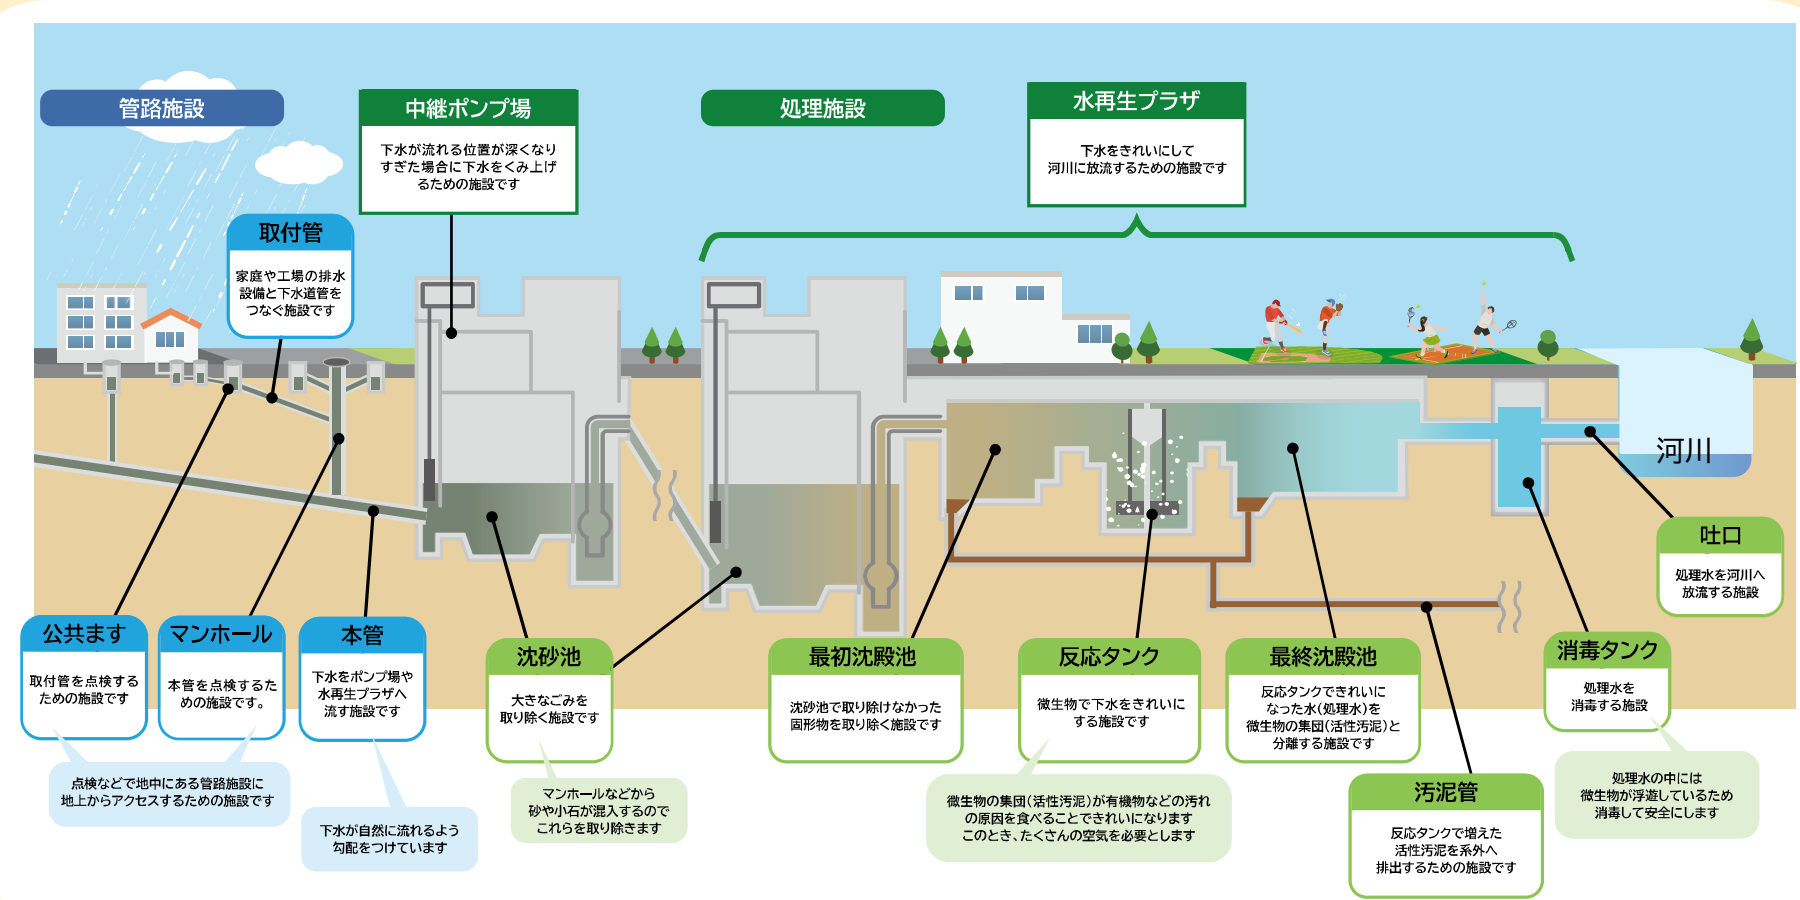 管路施設
中継ポンプ場
下水が流れる位置が深くなり
すぎた場合に下水をくみ上げ
るための施設です
処理施設
水再生プラザ
下水をきれいにして
河川に放流するための施設です
取付管
家庭や工場の排水
設備と下水道管を
つなぐ施設です
河川
吐口
処理水を河川へ
放流する施設
公共ます
取付管を点検する
ための施設です
マンホール
本管を点検するた
めの施設です。
本管
下水をポンプ場や
水再生プラザへ
流す施設です
沈砂池
大きなごみを
取り除く施設です
最初沈殿池
沈砂池で取り除けなかった
固形物を取り除く施設です
反応タンク
微生物で下水をきれいに
する施設です
最終沈殿池
反応タンクできれいに
なった水(処理水)を
微生物の集団(活性汚泥)と
分離する施設です
消毒タンク
処理水を
消毒する施設
点検などで地中にある管路施設に
地上からアクセスするための施設です
下水が自然に流れるよう
勾配をつけています
マンホールなどから
砂や小石が混入するので
これらを取り除きます
微生物の集団(活性汚泥)が有機物などの汚れ
の原因を食べることできれいになります
このとき、たくさんの空気を必要とします
汚泥管
反応タンクで増えた
活性汚泥を系外へ
排出するための施設です
処理水の中には
微生物が浮遊しているため
消毒して安全にします